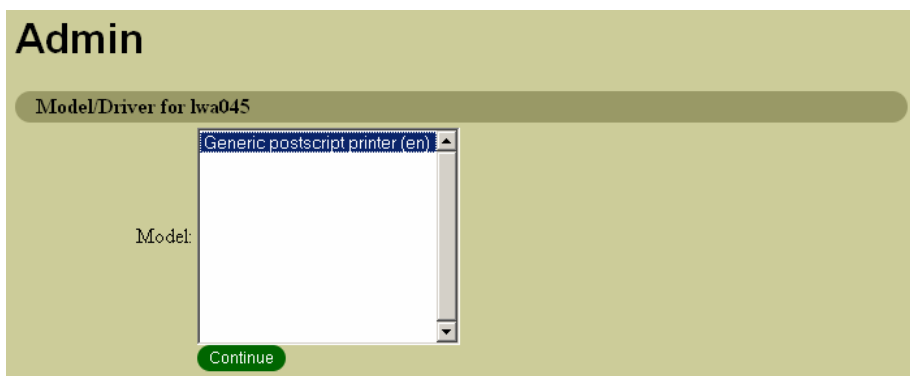 Admin
Model/Driver for lwa045
Generic postscript printer (en)
Model:
Continue